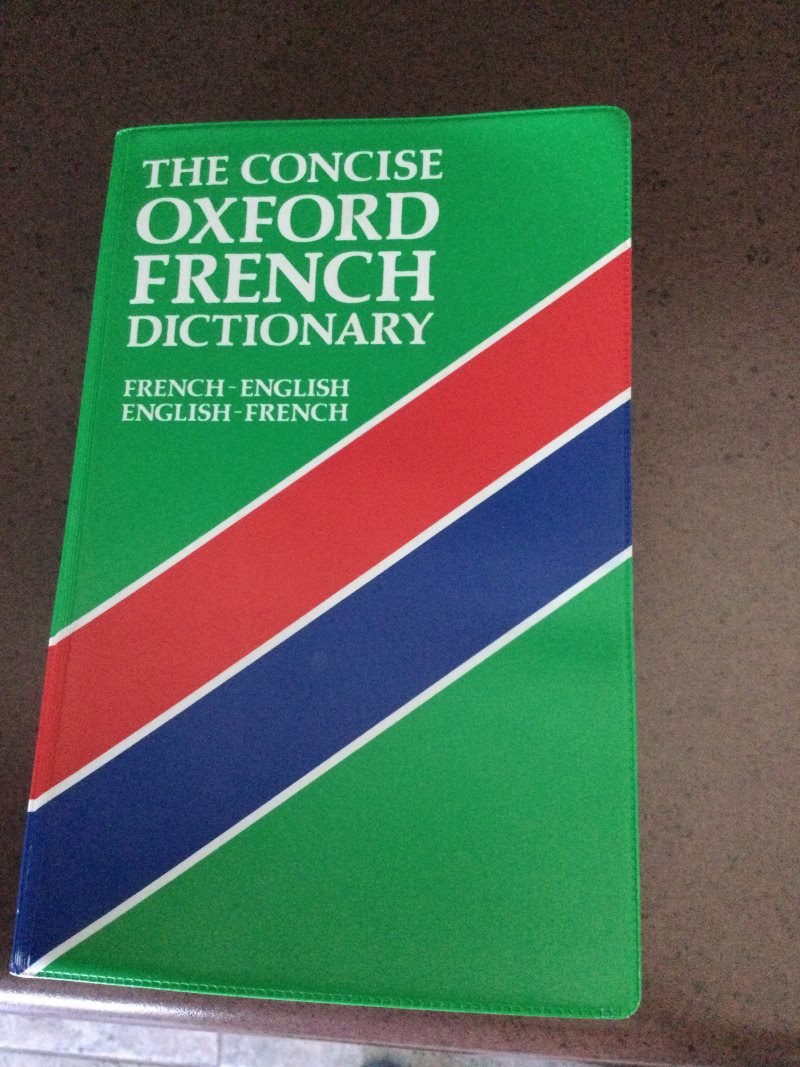 THE CONCISE
OXFORD
FRENCH
DICTIONARY
FRENCH-ENGLISH
ENGLISH-FRENCH